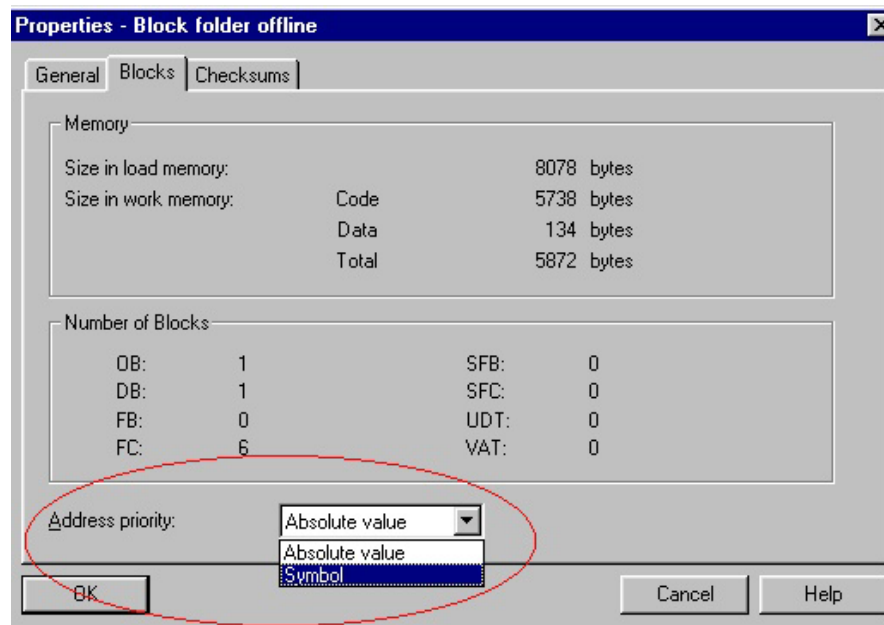 Properties - Block folder offline
General Blocks Checksums
Memory
Size in load memory: 8078 bytes
Size in work memory: Code 5738 bytes
Data 134 bytes
Total 5872 bytes
Number of Blocks
OB: 1 SFB: 0
DB: 1 SFC: 0
FB: 0 UDT: 0
FC: 6 VAT: 0
Address priority: Absolute value
Absolute value
Symbol
OK Cancel Help